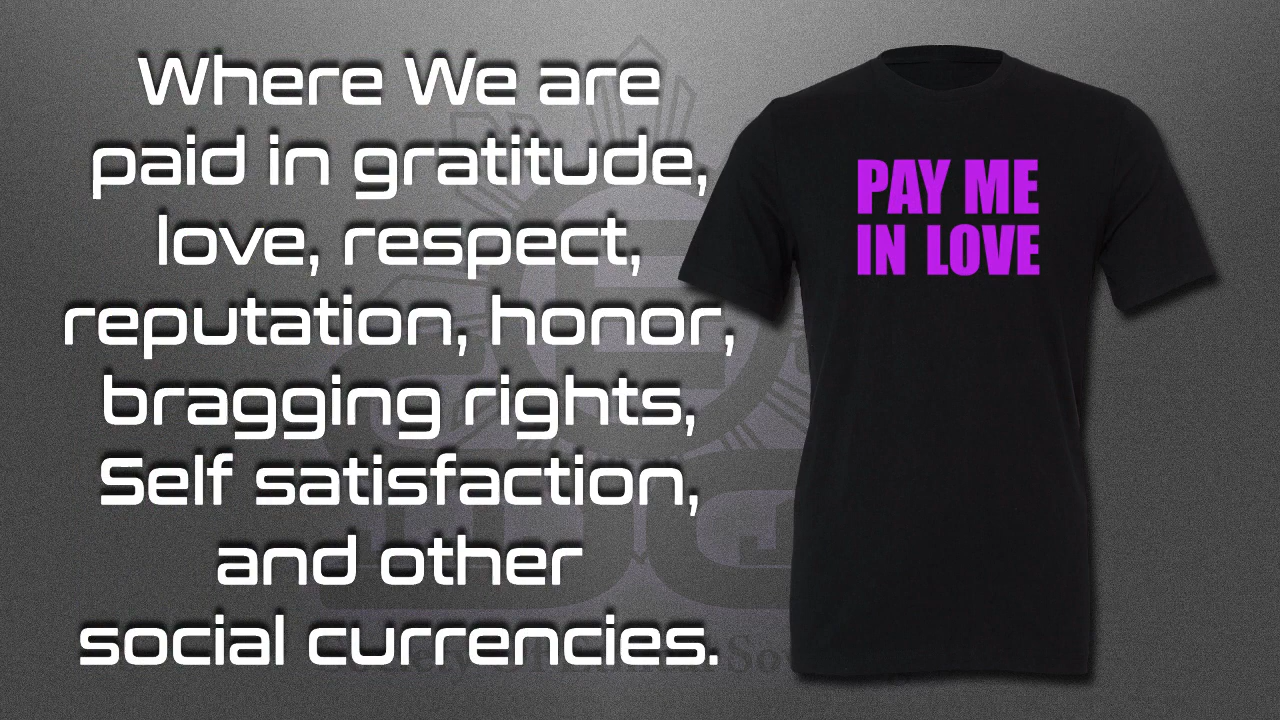 Where We are
paid in gratitude,
love, respect,
reputation, honor,
bragging rights,
Self satisfaction,
and other
social currencies.
PAY ME
IN LOVE